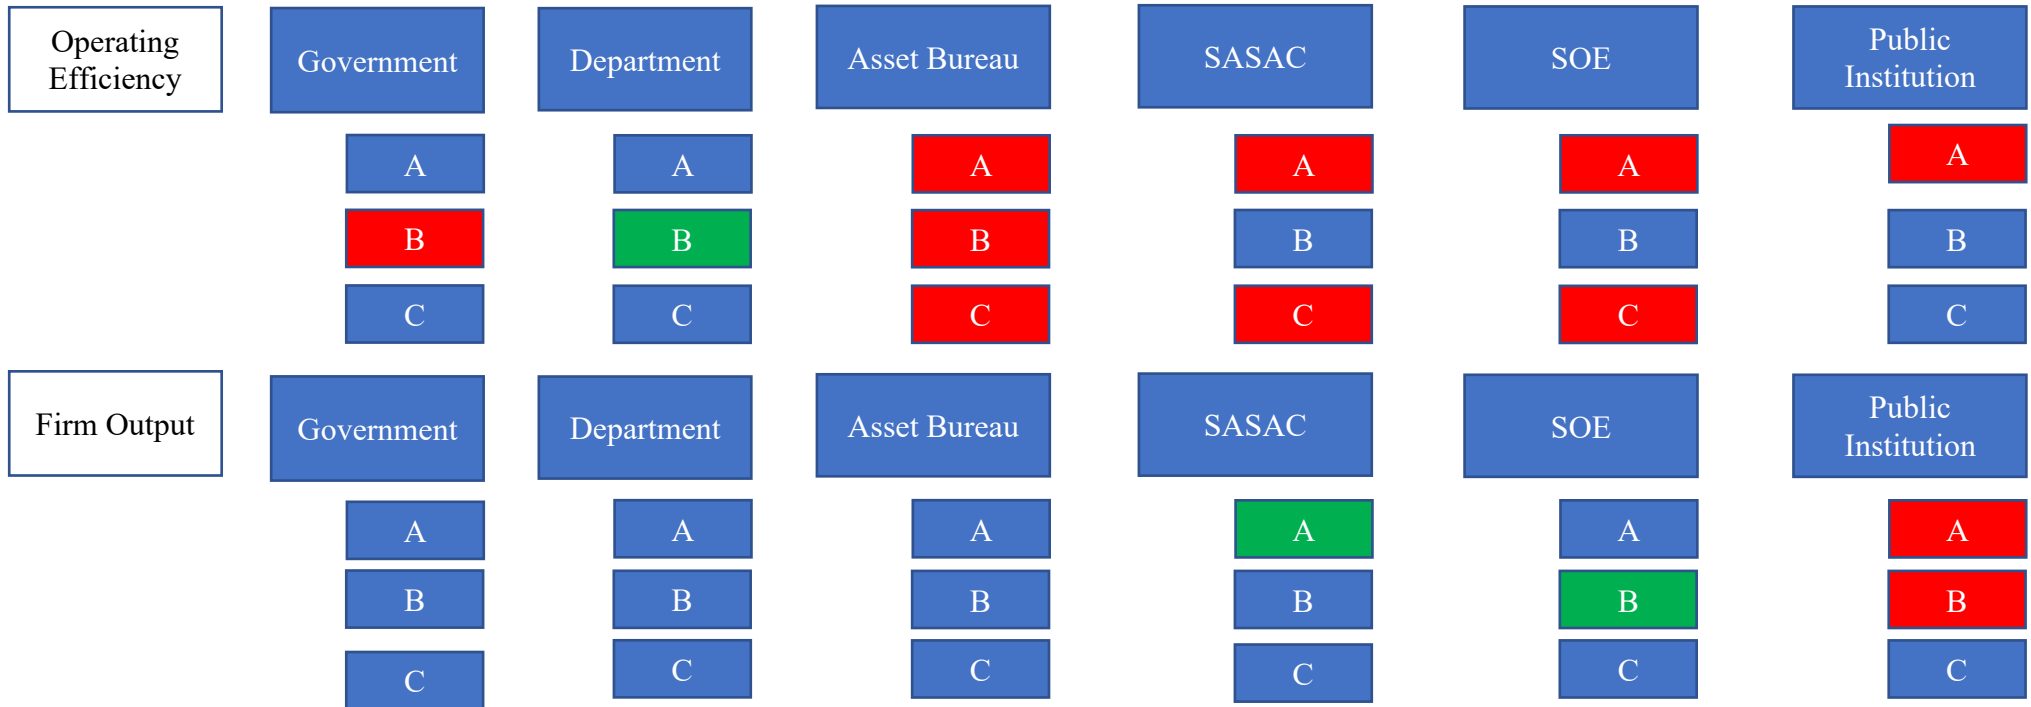 Operating
Efficiency
Government
Department
Asset Bureau
SASAC
SOE
Public
Institution
A
A
A
A
A
A
B
B
B
B
B
B
C
C
C
C
C
C
Firm Output
Government
Department
Asset Bureau
SASAC
SOE
Public
Institution
A
A
A
A
A
A
B
B
B
B
B
B
C
C
C
C
C
C